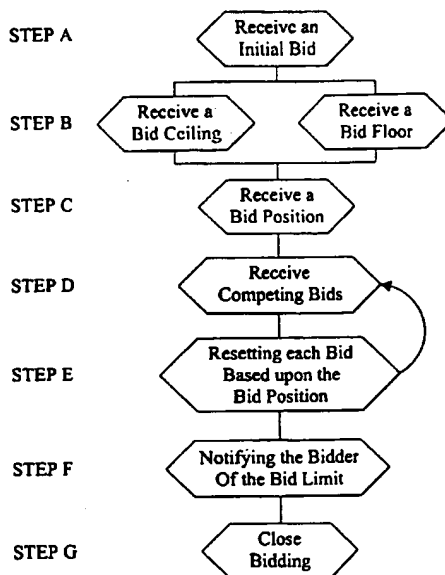 STEP A
Receive an
Initial Bid
STEP B
Receive a
Bid Ceiling
Receive a
Bid Floor
STEP C
Receive a
Bid Position
STEP D
Receive
Competing Bids
STEP E
Resetting each Bid
Based upon the
Bid Position
STEP F
Notifying the Bidder
Of the Bid Limit
STEP G
Close
Bidding